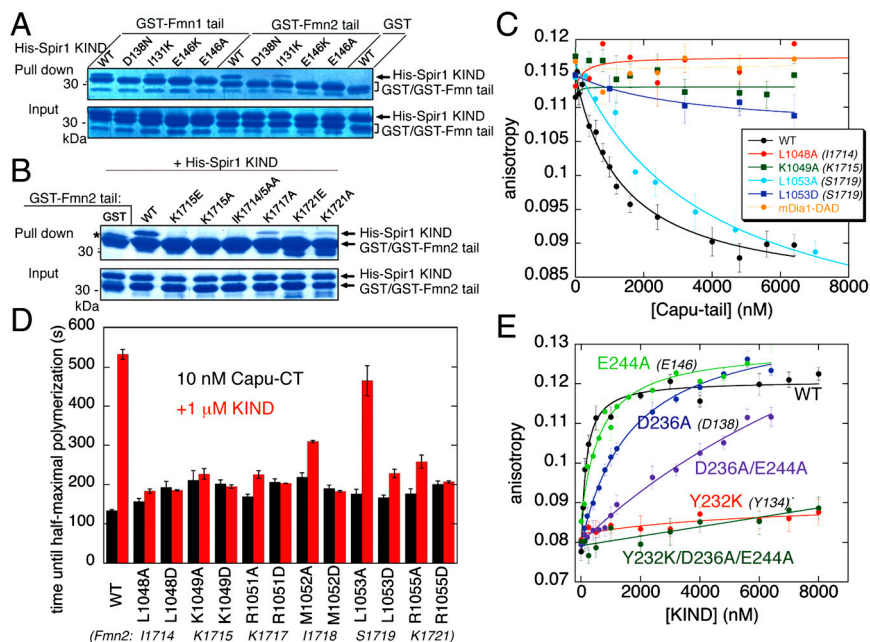 A
GST-Fmn1 tail GST-Fmn2 tail GST
His-Spir1 KIND
WT D138N I131K E146K E146A WT D138N I131K E146K E146A WT
Pull down
His-Spir1 KIND
30 -
GST/GST-Fmn tail
Input
His-Spir1 KIND
30 -
GST/GST-Fmn tail
kDa
B
+ His-Spir1 KIND
GST-Fmn2 tail:
GST WT K1715E K1715A IK1714/5AA K1717A K1721E K1721A
Pull down
*
His-Spir1 KIND
30 -
GST/GST-Fmn2 tail
Input
His-Spir1 KIND
30 -
GST/GST-Fmn2 tail
kDa
C
anisotropy
0.12
0.115
0.11
0.105
0.1
0.095
0.09
0.085
WT
L1048A (I1714)
K1049A (K1715)
L1053A (S1719)
L1053D (S1719)
mDia1-DAD
0 2000 4000 6000 8000
[Capu-tail] (nM)
D
time until half-maximal polymerization (s)
600
500
400
300
200
100
0
10 nM Capu-CT
+1 μM KIND
WT L1048A L1048D K1049A K1049D R1051A R1051D M1052A M1052D L1053A L1053D R1055A R1055D
(Fmn2: I1714 K1715 K1717 I1718 S1719 K1721)
E
anisotropy
0.13
0.12
0.11
0.1
0.09
0.08
0.07
E244A (E146)
WT
D236A (D138)
D236A/E244A
Y232K (Y134)
Y232K/D236A/E244A
0 1000 2000 3000 4000 5000 6000 7000 8000
[KIND] (nM)